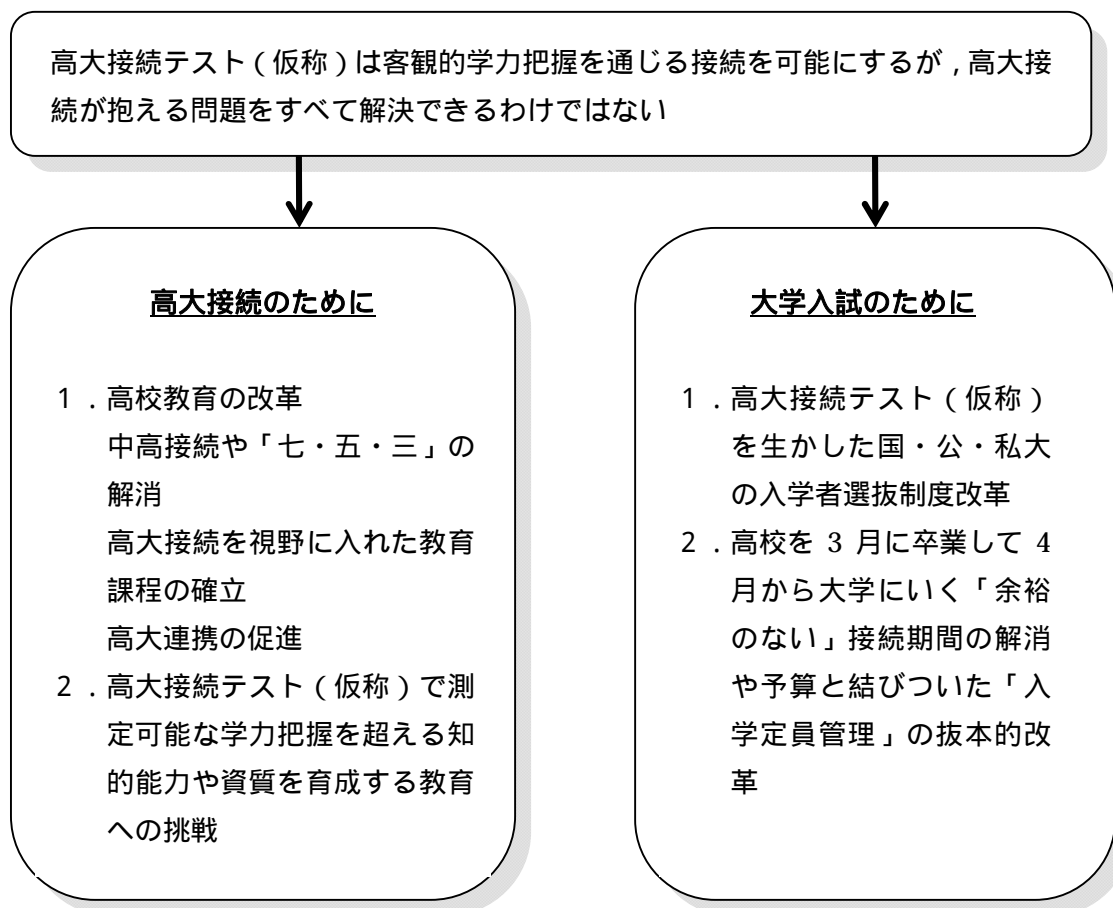 高大接続テスト（仮称）は客観的学力把握を通じる接続を可能にするが，高大接
続が抱える問題をすべて解決できるわけではない
高大接続のために
１．高校教育の改革
中高接続や「七・五・三」の
解消
高大接続を視野に入れた教育
課程の確立
高大連携の促進
２．高大接続テスト（仮称）で測
定可能な学力把握を超える知
的能力や資質を育成する教育
への挑戦
大学入試のために
１．高大接続テスト（仮称）
を生かした国・公・私大
の入学者選抜制度改革
２．高校を 3 月に卒業して 4
月から大学にいく「余裕
のない」接続期間の解消
や予算と結びついた「入
学定員管理」の抜本的改
革